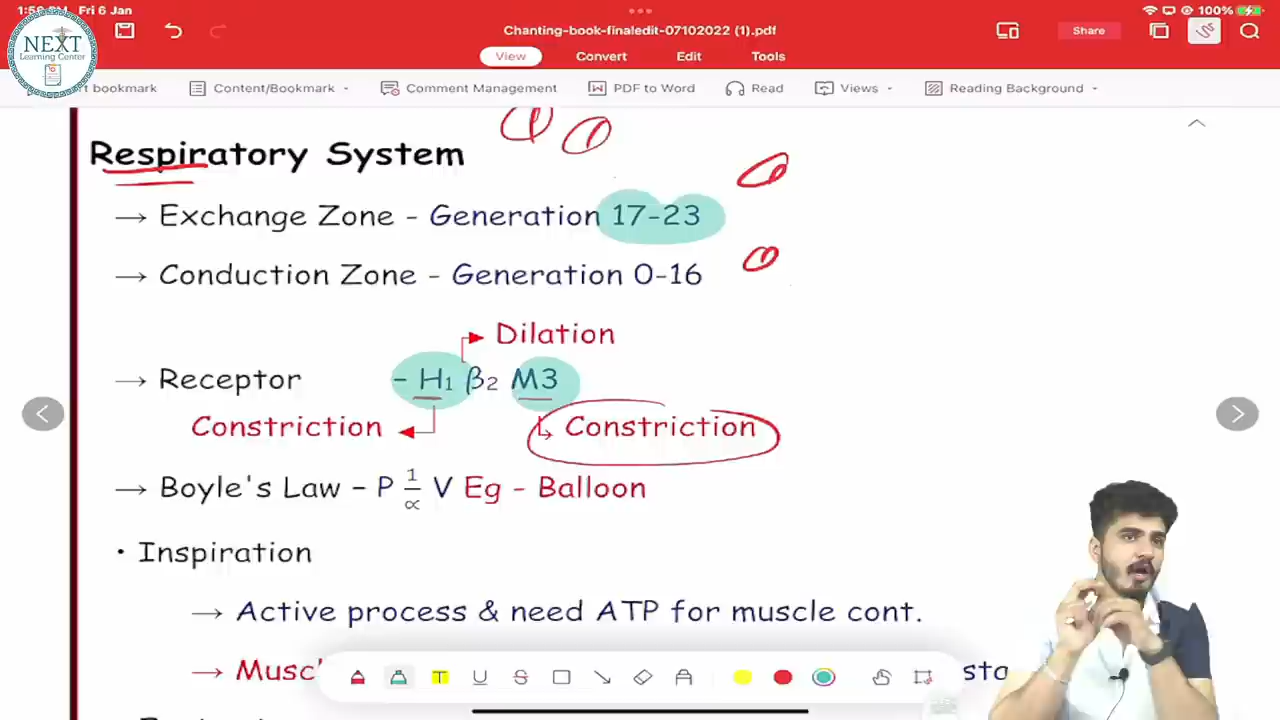 1:56 PM Fri 6 Jan
100%
NEXT
Learning Center
Chanting-book-finaledit-07102022 (1).pdf
Share
View Convert Edit Tools
bookmark Content/Bookmark Comment Management PDF to Word Read Views Reading Background
Respiratory System
→ Exchange Zone - Generation 17-23
→ Conduction Zone - Generation 0-16
Dilation
→ Receptor - H1 β2 M3
Constriction Constriction
→ Boyle's Law - P 1/∝ V Eg - Balloon
• Inspiration
→ Active process & need ATP for muscle cont.
→